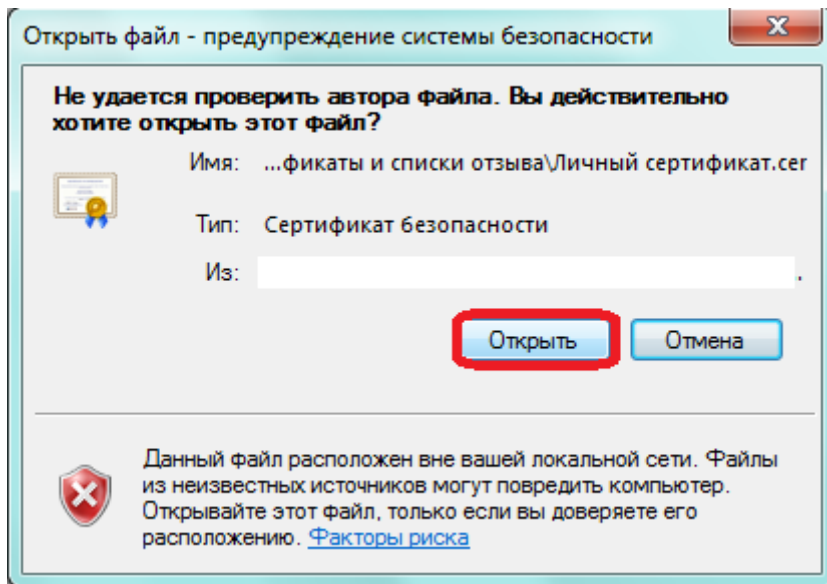 Открыть файл - предупреждение системы безопасности
Не удается проверить автора файла. Вы действительно
хотите открыть этот файл?
Имя: ...фикаты и списки отзыва\Личный сертификат.cer
Тип: Сертификат безопасности
Из: .
Открыть Отмена
Данный файл расположен вне вашей локальной сети. Файлы
из неизвестных источников могут повредить компьютер.
Открывайте этот файл, только если вы доверяете его
расположению. Факторы риска